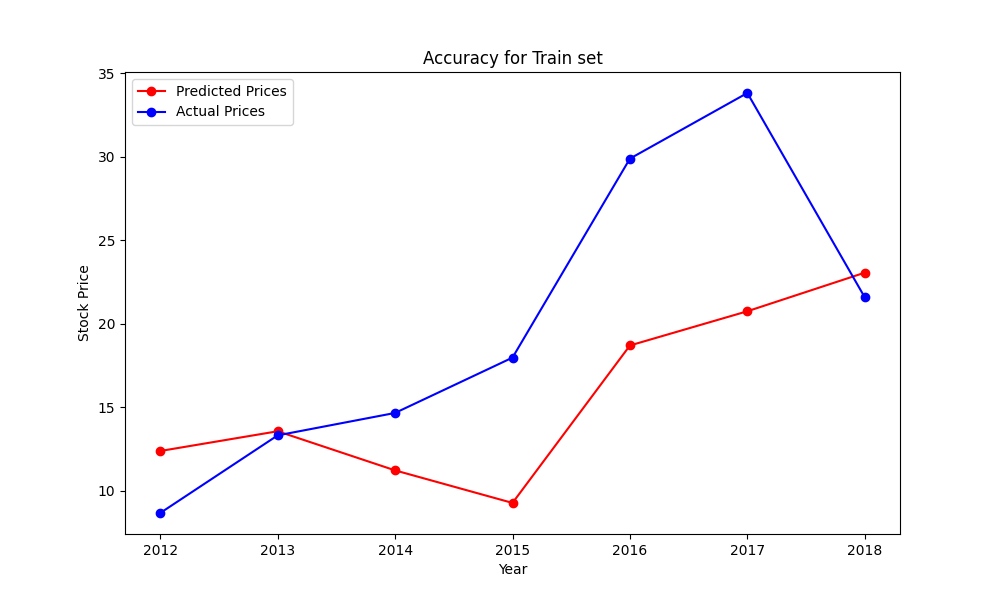 Accuracy for Train set
Predicted Prices
Actual Prices
35
30
25
20
15
10
Stock Price
2012 2013 2014 2015 2016 2017 2018
Year